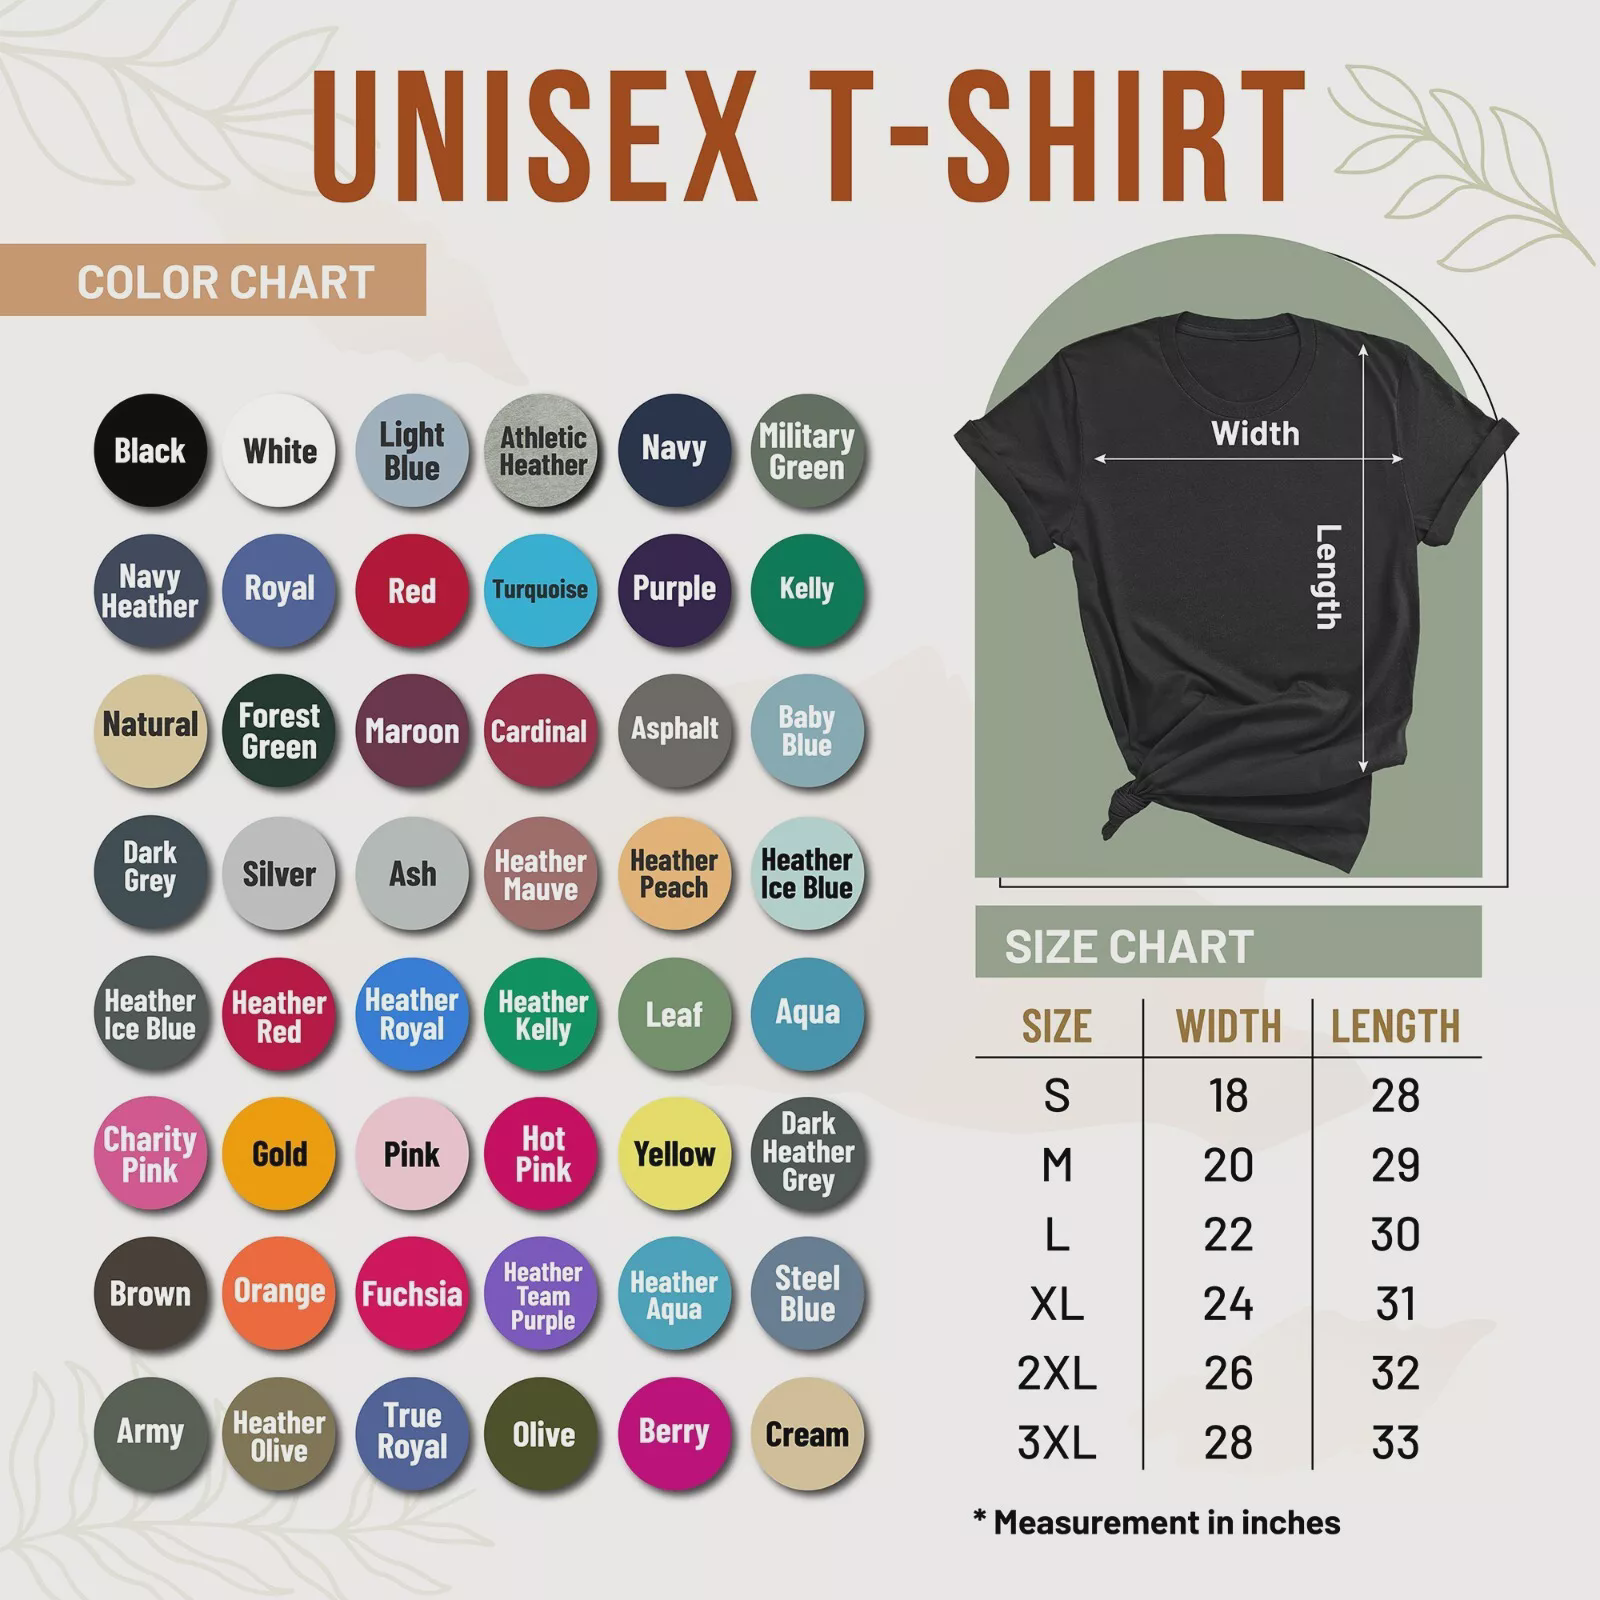 UNISEX T-SHIRT
COLOR CHART
Black
White
Light
Blue
Athletic
Heather
Navy
Military
Green
Navy
Heather
Royal
Red
Turquoise
Purple
Kelly
Natural
Forest
Green
Maroon
Cardinal
Asphalt
Baby
Blue
Dark
Grey
Silver
Ash
Heather
Mauve
Heather
Peach
Heather
Ice Blue
Heather
Ice Blue
Heather
Red
Heather
Royal
Heather
Kelly
Leaf
Aqua
Charity
Pink
Gold
Pink
Hot
Pink
Yellow
Dark
Heather
Grey
Brown
Orange
Fuchsia
Heather
Team
Purple
Heather
Aqua
Steel
Blue
Army
Heather
Olive
True
Royal
Olive
Berry
Cream
Width
Length
SIZE CHART
SIZE WIDTH LENGTH
S 18 28
M 20 29
L 22 30
XL 24 31
2XL 26 32
3XL 28 33
* Measurement in inches